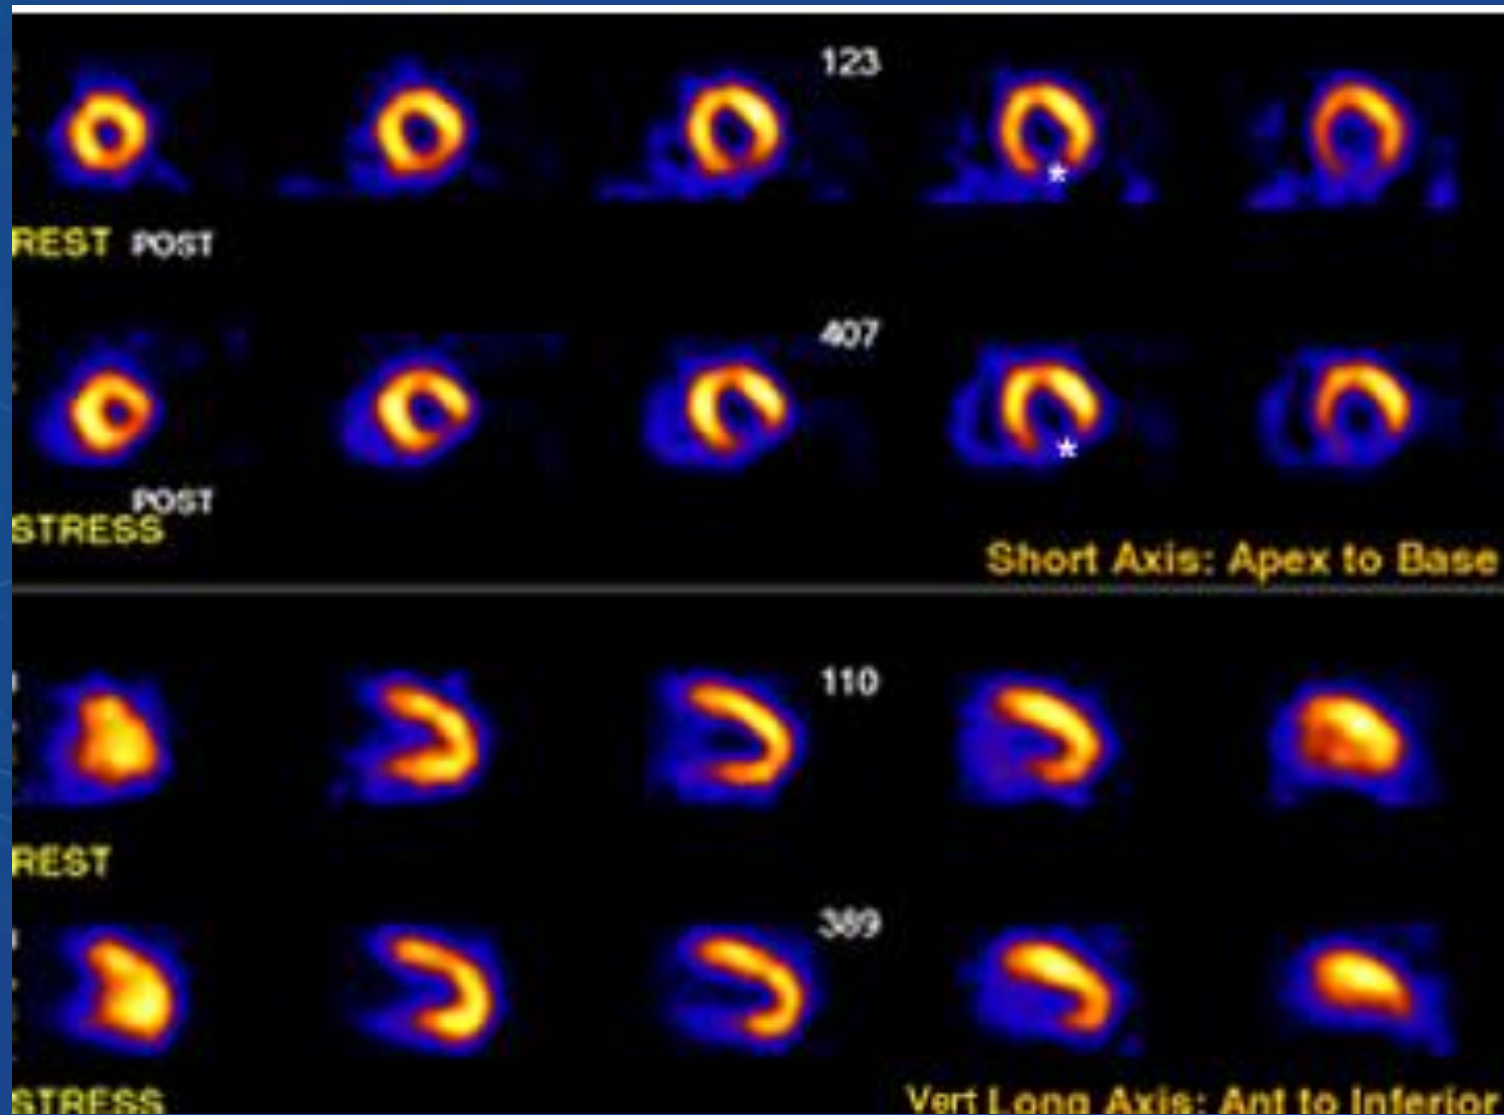 123
*
REST POST
407
*
POST
STRESS
Short Axis: Apex to Base
110
REST
389
STRESS
Vert Long Axis: Ant to Inferior